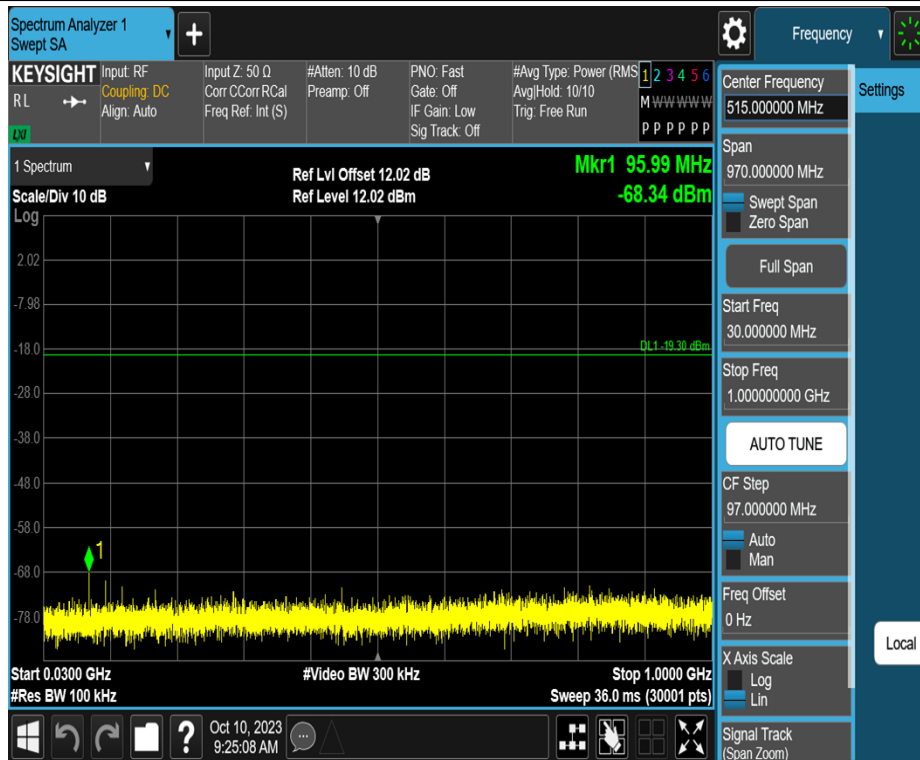 Spectrum Analyzer 1
Swept SA
+
Frequency
KEYSIGHT
R L
LXI
Input: RF
Coupling: DC
Align: Auto
Input Z: 50 Ω
Corr CCorr RCal
Freq Ref: Int (S)
#Atten: 10 dB
Preamp: Off
PNO: Fast
Gate: Off
IF Gain: Low
Sig Track: Off
#Avg Type: Power (RMS
Avg|Hold: 10/10
Trig: Free Run
1 2 3 4 5 6
M W W W W W
P P P P P P
1 Spectrum
Scale/Div 10 dB
Log
Ref Lvl Offset 12.02 dB
Ref Level 12.02 dBm
Mkr1 95.99 MHz
-68.34 dBm
2.02
-7.98
-18.0
DL1 -19.30 dBm
-28.0
-38.0
-48.0
-58.0
1
-68.0
-78.0
Start 0.0300 GHz
#Res BW 100 kHz
#Video BW 300 kHz
Stop 1.0000 GHz
Sweep 36.0 ms (30001 pts)
Center Frequency
515.000000 MHz
Span
970.000000 MHz
Swept Span
Zero Span
Full Span
Start Freq
30.000000 MHz
Stop Freq
1.000000000 GHz
AUTO TUNE
CF Step
97.000000 MHz
Auto
Man
Freq Offset
0 Hz
X Axis Scale
Log
Lin
Signal Track
(Span Zoom)
Settings
Local
?
Oct 10, 2023
9:25:08 AM